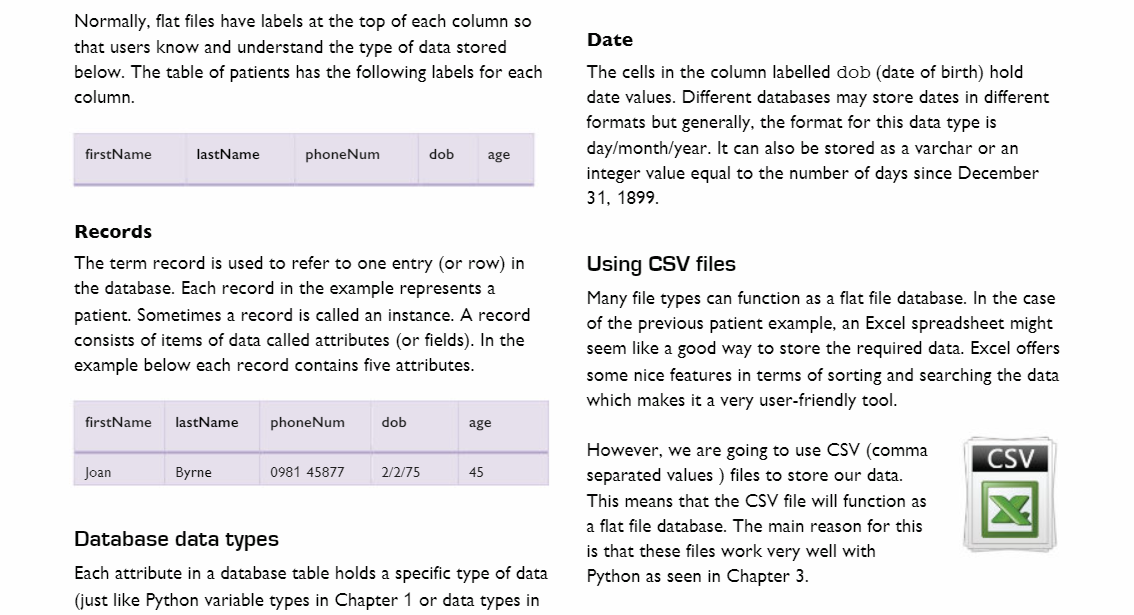 Normally, flat files have labels at the top of each column so
that users know and understand the type of data stored
below. The table of patients has the following labels for each
column.
firstName lastName phoneNum dob age
Records
The term record is used to refer to one entry (or row) in
the database. Each record in the example represents a
patient. Sometimes a record is called an instance. A record
consists of items of data called attributes (or fields). In the
example below each record contains five attributes.
firstName lastName phoneNum dob age
Joan Byrne 0981 45877 2/2/75 45
Database data types
Each attribute in a database table holds a specific type of data
(just like Python variable types in Chapter 1 or data types in
Date
The cells in the column labelled dob (date of birth) hold
date values. Different databases may store dates in different
formats but generally, the format for this data type is
day/month/year. It can also be stored as a varchar or an
integer value equal to the number of days since December
31, 1899.
Using CSV files
Many file types can function as a flat file database. In the case
of the previous patient example, an Excel spreadsheet might
seem like a good way to store the required data. Excel offers
some nice features in terms of sorting and searching the data
which makes it a very user-friendly tool.
However, we are going to use CSV (comma
separated values ) files to store our data.
This means that the CSV file will function as
a flat file database. The main reason for this
is that these files work very well with
Python as seen in Chapter 3.
CSV